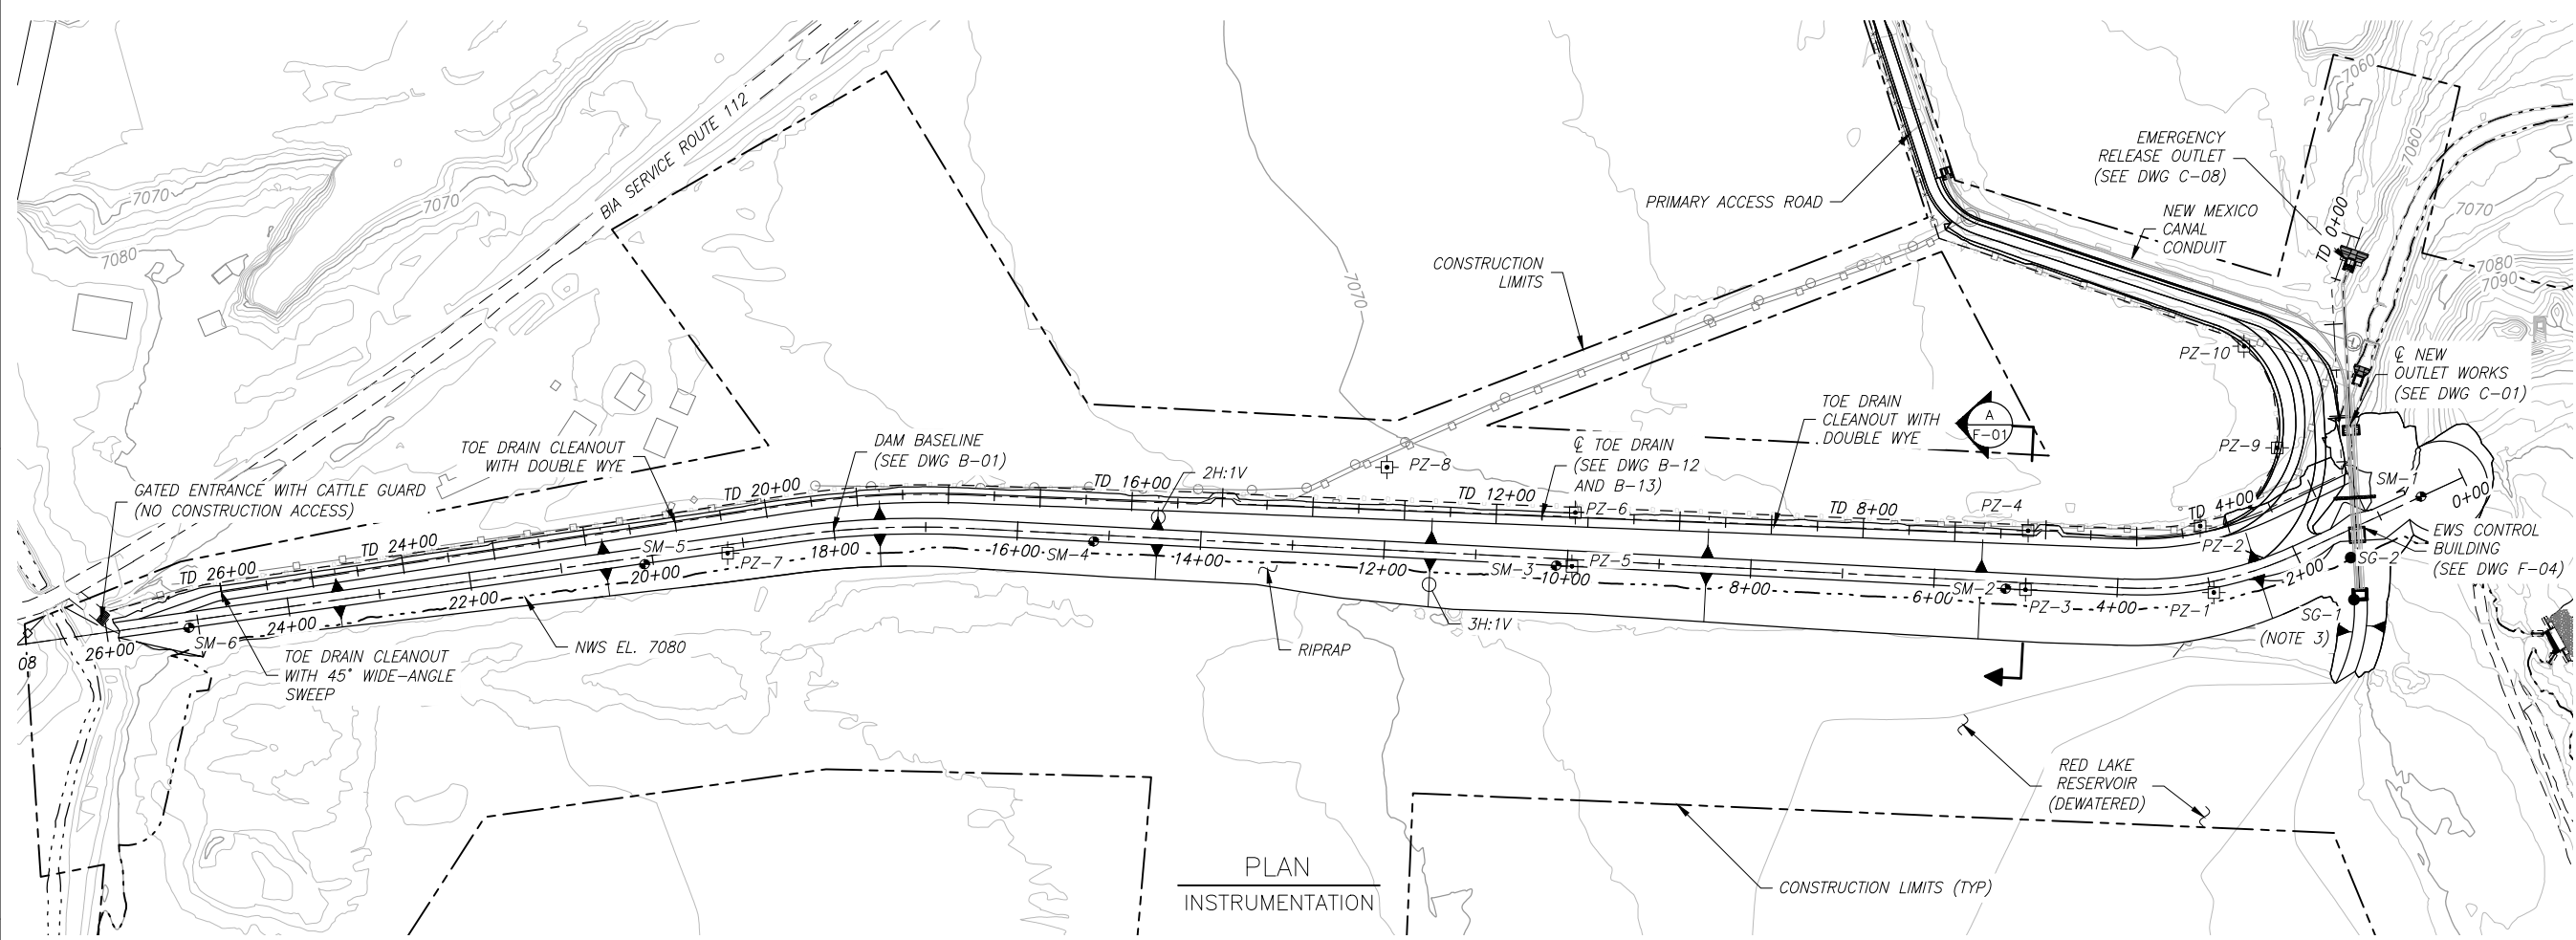 7060
7060
EMERGENCY
RELEASE OUTLET
(SEE DWG C-08)
BIA SERVICE ROUTE 112
7070
7070
7080
PRIMARY ACCESS ROAD
NEW MEXICO
CANAL
CONDUIT
TD 0+00
7070
7080
7090
CONSTRUCTION
LIMITS
7070
PZ-10
℄ NEW
OUTLET WORKS
(SEE DWG C-01)
TOE DRAIN
CLEANOUT WITH
DOUBLE WYE
A
F-01
TOE DRAIN CLEANOUT
WITH DOUBLE WYE
DAM BASELINE
(SEE DWG B-01)
℄ TOE DRAIN
(SEE DWG B-12
AND B-13)
PZ-9
PZ-8
2H:1V
SM-1
0+00
GATED ENTRANCE WITH CATTLE GUARD
(NO CONSTRUCTION ACCESS)
TD 20+00
TD 16+00
TD 12+00
PZ-6
TD 8+00
PZ-4
TD 4+00
EWS CONTROL
BUILDING
(SEE DWG F-04)
TD 24+00
TD 26+00
SM-5
PZ-7
18+00
16+00
SM-4
14+00
12+00
SM-3
10+00
PZ-5
8+00
6+00
SM-2
PZ-3
4+00
PZ-1
PZ-2
2+00
SG-2
SG-1
(NOTE 3)
20+00
22+00
24+00
26+00
SM-6
08
NWS EL. 7080
3H:1V
RIPRAP
TOE DRAIN CLEANOUT
WITH 45° WIDE-ANGLE
SWEEP
RED LAKE
RESERVOIR
(DEWATERED)
CONSTRUCTION LIMITS (TYP)
PLAN
INSTRUMENTATION